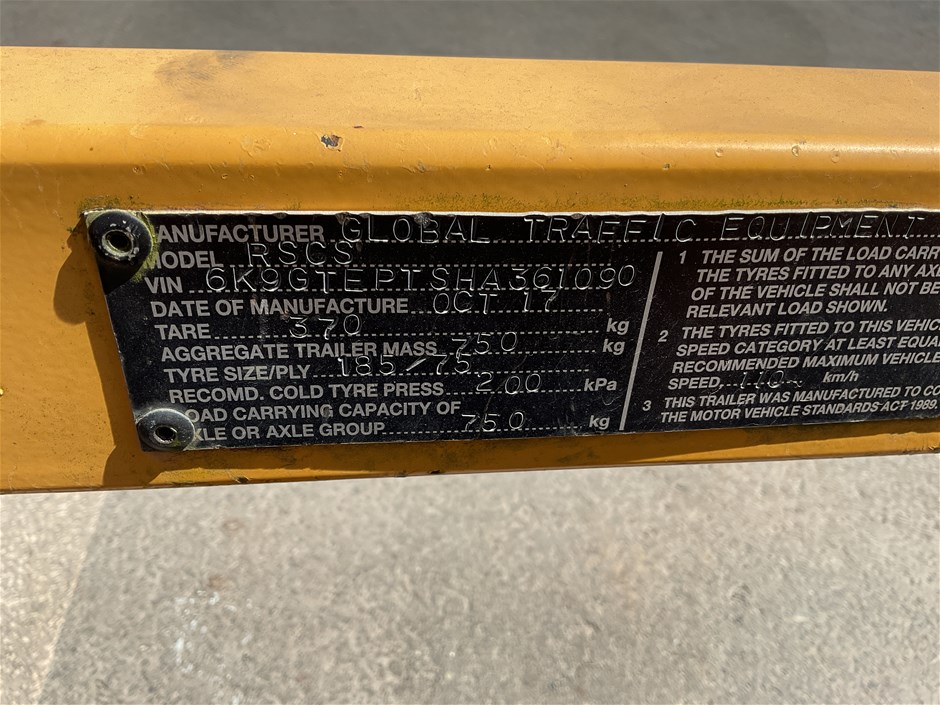 MANUFACTURER GLOBAL TRAFFIC EQUIPMENT
MODEL RSCS
VIN 6K9GTEPTSHA361090
DATE OF MANUFACTURE OCT 17
TARE 370 kg
AGGREGATE TRAILER MASS 750 kg
TYRE SIZE/PLY 185/75
RECOMD. COLD TYRE PRESS 200 kPa
LOAD CARRYING CAPACITY OF
AXLE OR AXLE GROUP 750 kg
1 THE SUM OF THE LOAD CARRY
THE TYRES FITTED TO ANY AXL
OF THE VEHICLE SHALL NOT BE
RELEVANT LOAD SHOWN.
2 THE TYRES FITTED TO THIS VEHIC
SPEED CATEGORY AT LEAST EQUA
RECOMMENDED MAXIMUM VEHICLE
SPEED, 110 km/h
3 THIS TRAILER WAS MANUFACTURED TO CO
THE MOTOR VEHICLE STANDARDS ACT 1989.